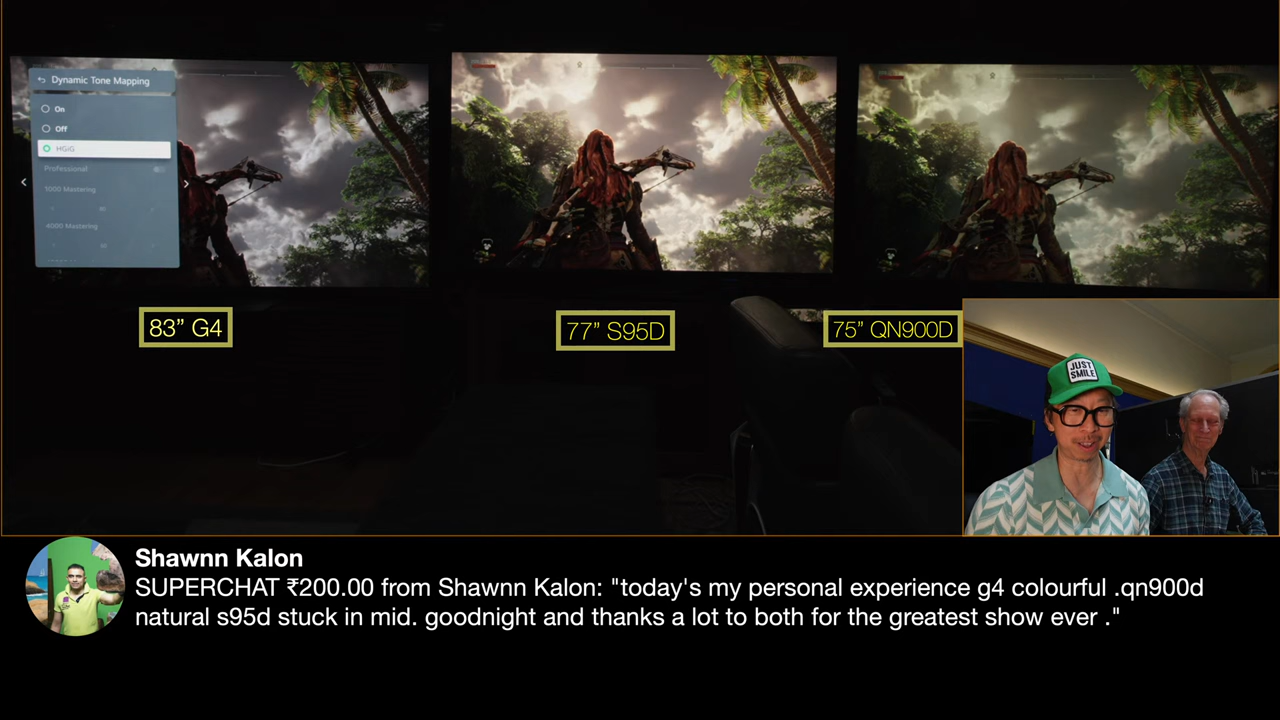 Dynamic Tone Mapping
On
Off
HGiG
Professional
1000 Mastering
4000 Mastering
83” G4
77” S95D
75” QN900D
JUST
SMILE
Shawnn Kalon
SUPERCHAT ₹200.00 from Shawnn Kalon: "today's my personal experience g4 colourful .qn900d
natural s95d stuck in mid. goodnight and thanks a lot to both for the greatest show ever ."